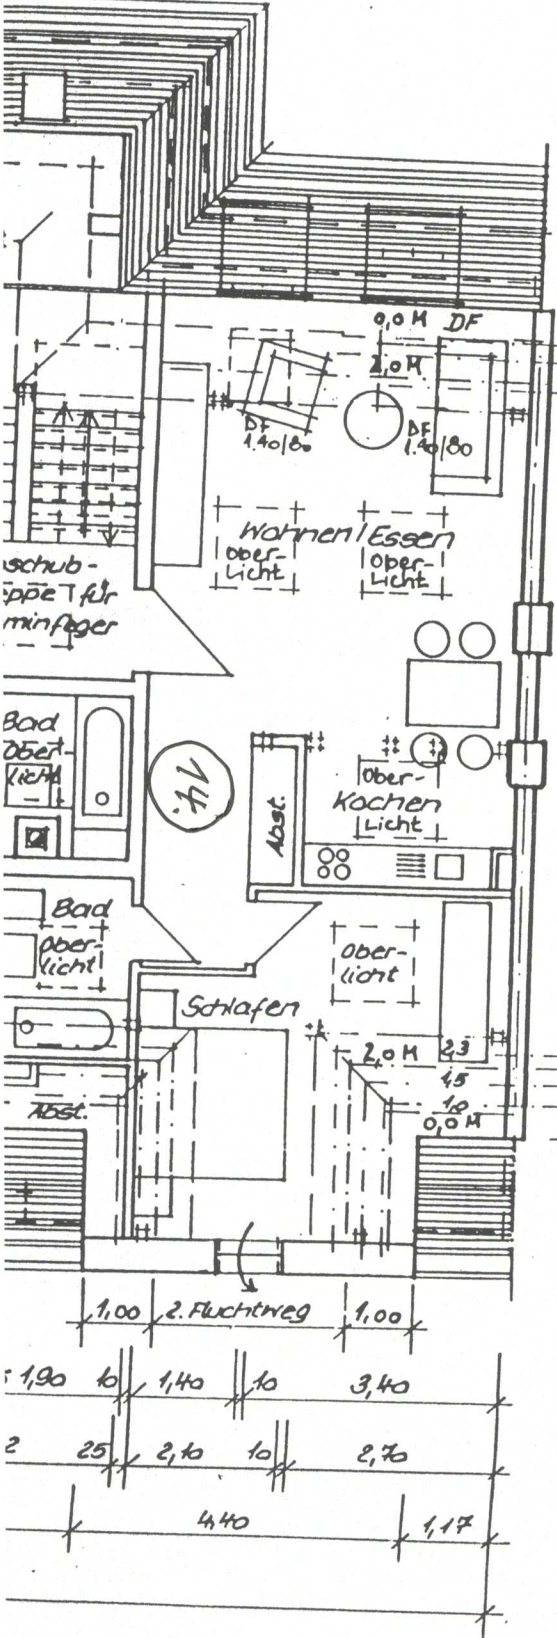 0,0 M DF
2,0 M
DF
1.40/80
DF
1.40/80
Wohnen/Essen
Ober-
Licht
Ober-
Licht
schub-
ppe für
minfeger
Bad
Ober-
licht
14.
Abst.
Ober-
Kochen
Licht
Bad
Ober-
licht
Ober-
licht
Schlafen
2,0 M
2,3
1,5
1,0
0,0 M
Abst.
1,00 2. Fluchtweg 1,00
1,90 10 1,40 10 3,40
2 25 2,10 10 2,70
4,40 1,17